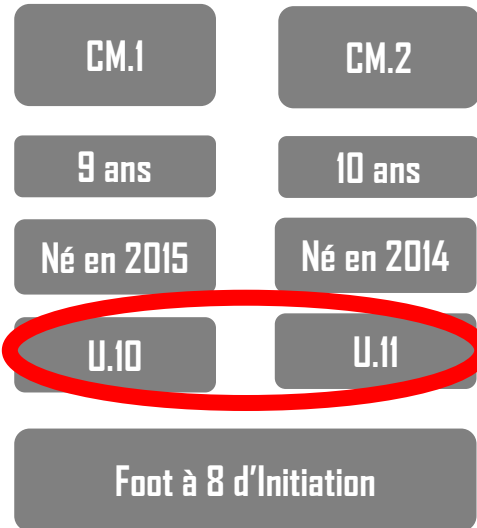 CM.1 CM.2
9 ans 10 ans
Né en 2015 Né en 2014
U.10 U.11
Foot à 8 d'Initiation